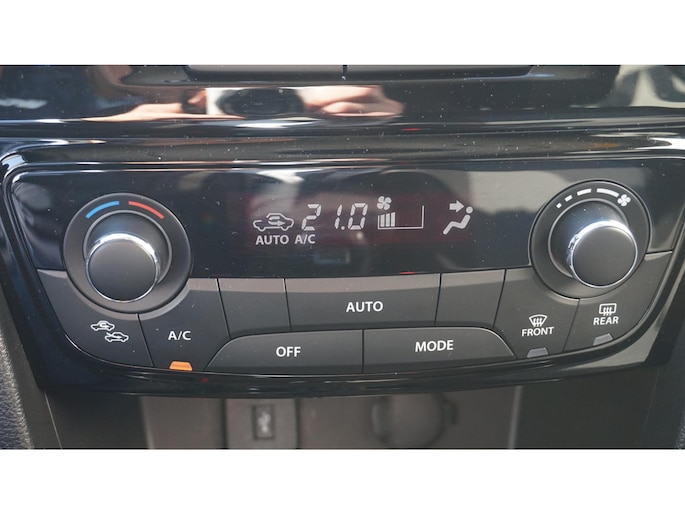 21.0
AUTO A/C
AUTO
A/C
OFF
MODE
FRONT
REAR